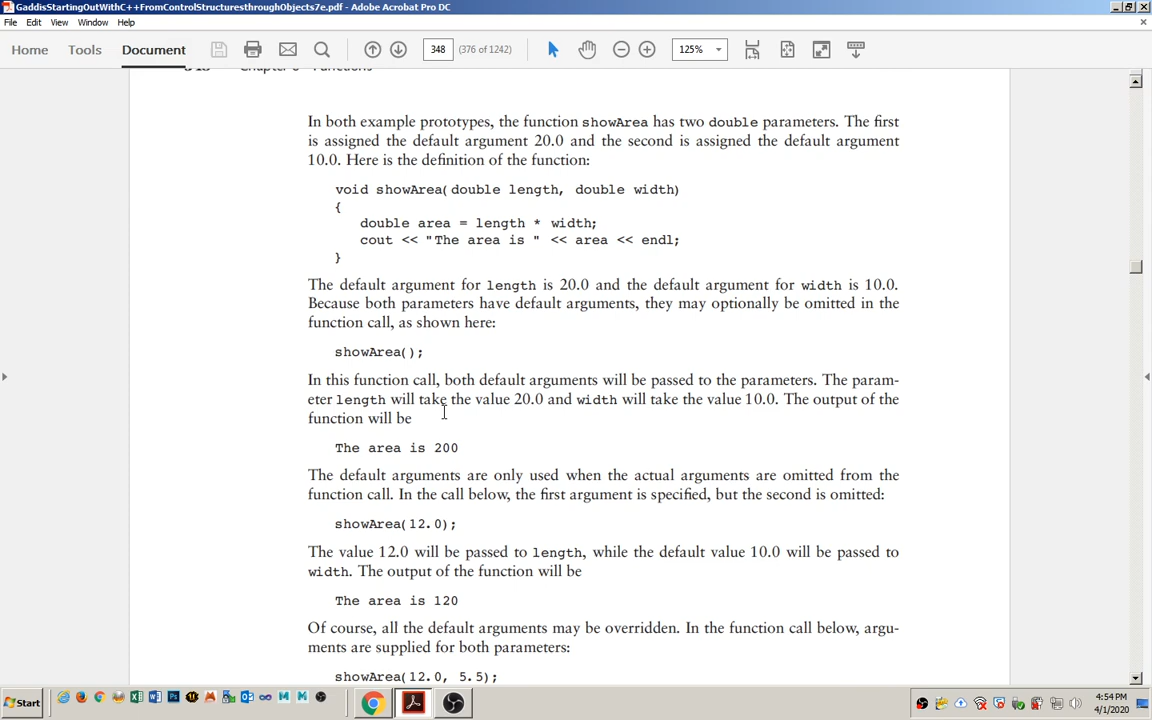 GaddisStartingOutWithC++FromControlStructuresthroughObjects7e.pdf - Adobe Acrobat Pro DC
File Edit View Window Help
Home Tools Document 348 (376 of 1242) 125%
In both example prototypes, the function showArea has two double parameters. The first
is assigned the default argument 20.0 and the second is assigned the default argument
10.0. Here is the definition of the function:
void showArea(double length, double width)
{
double area = length * width;
cout << "The area is " << area << endl;
}
The default argument for length is 20.0 and the default argument for width is 10.0.
Because both parameters have default arguments, they may optionally be omitted in the
function call, as shown here:
showArea();
In this function call, both default arguments will be passed to the parameters. The param-
eter length will take the value 20.0 and width will take the value 10.0. The output of the
function will be
The area is 200
The default arguments are only used when the actual arguments are omitted from the
function call. In the call below, the first argument is specified, but the second is omitted:
showArea(12.0);
The value 12.0 will be passed to length, while the default value 10.0 will be passed to
width. The output of the function will be
The area is 120
Of course, all the default arguments may be overridden. In the function call below, argu-
ments are supplied for both parameters:
showArea(12.0, 5.5);
Start
4:54 PM
4/1/2020